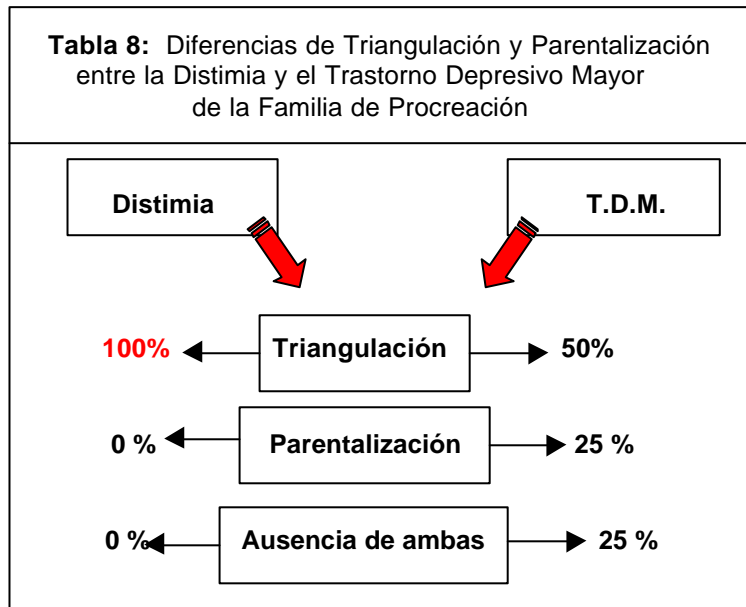 Tabla 8: Diferencias de Triangulación y Parentalización
entre la Distimia y el Trastorno Depresivo Mayor
de la Familia de Procreación
Distimia T.D.M.
100% Triangulación 50%
0 % Parentalización 25 %
0 % Ausencia de ambas 25 %